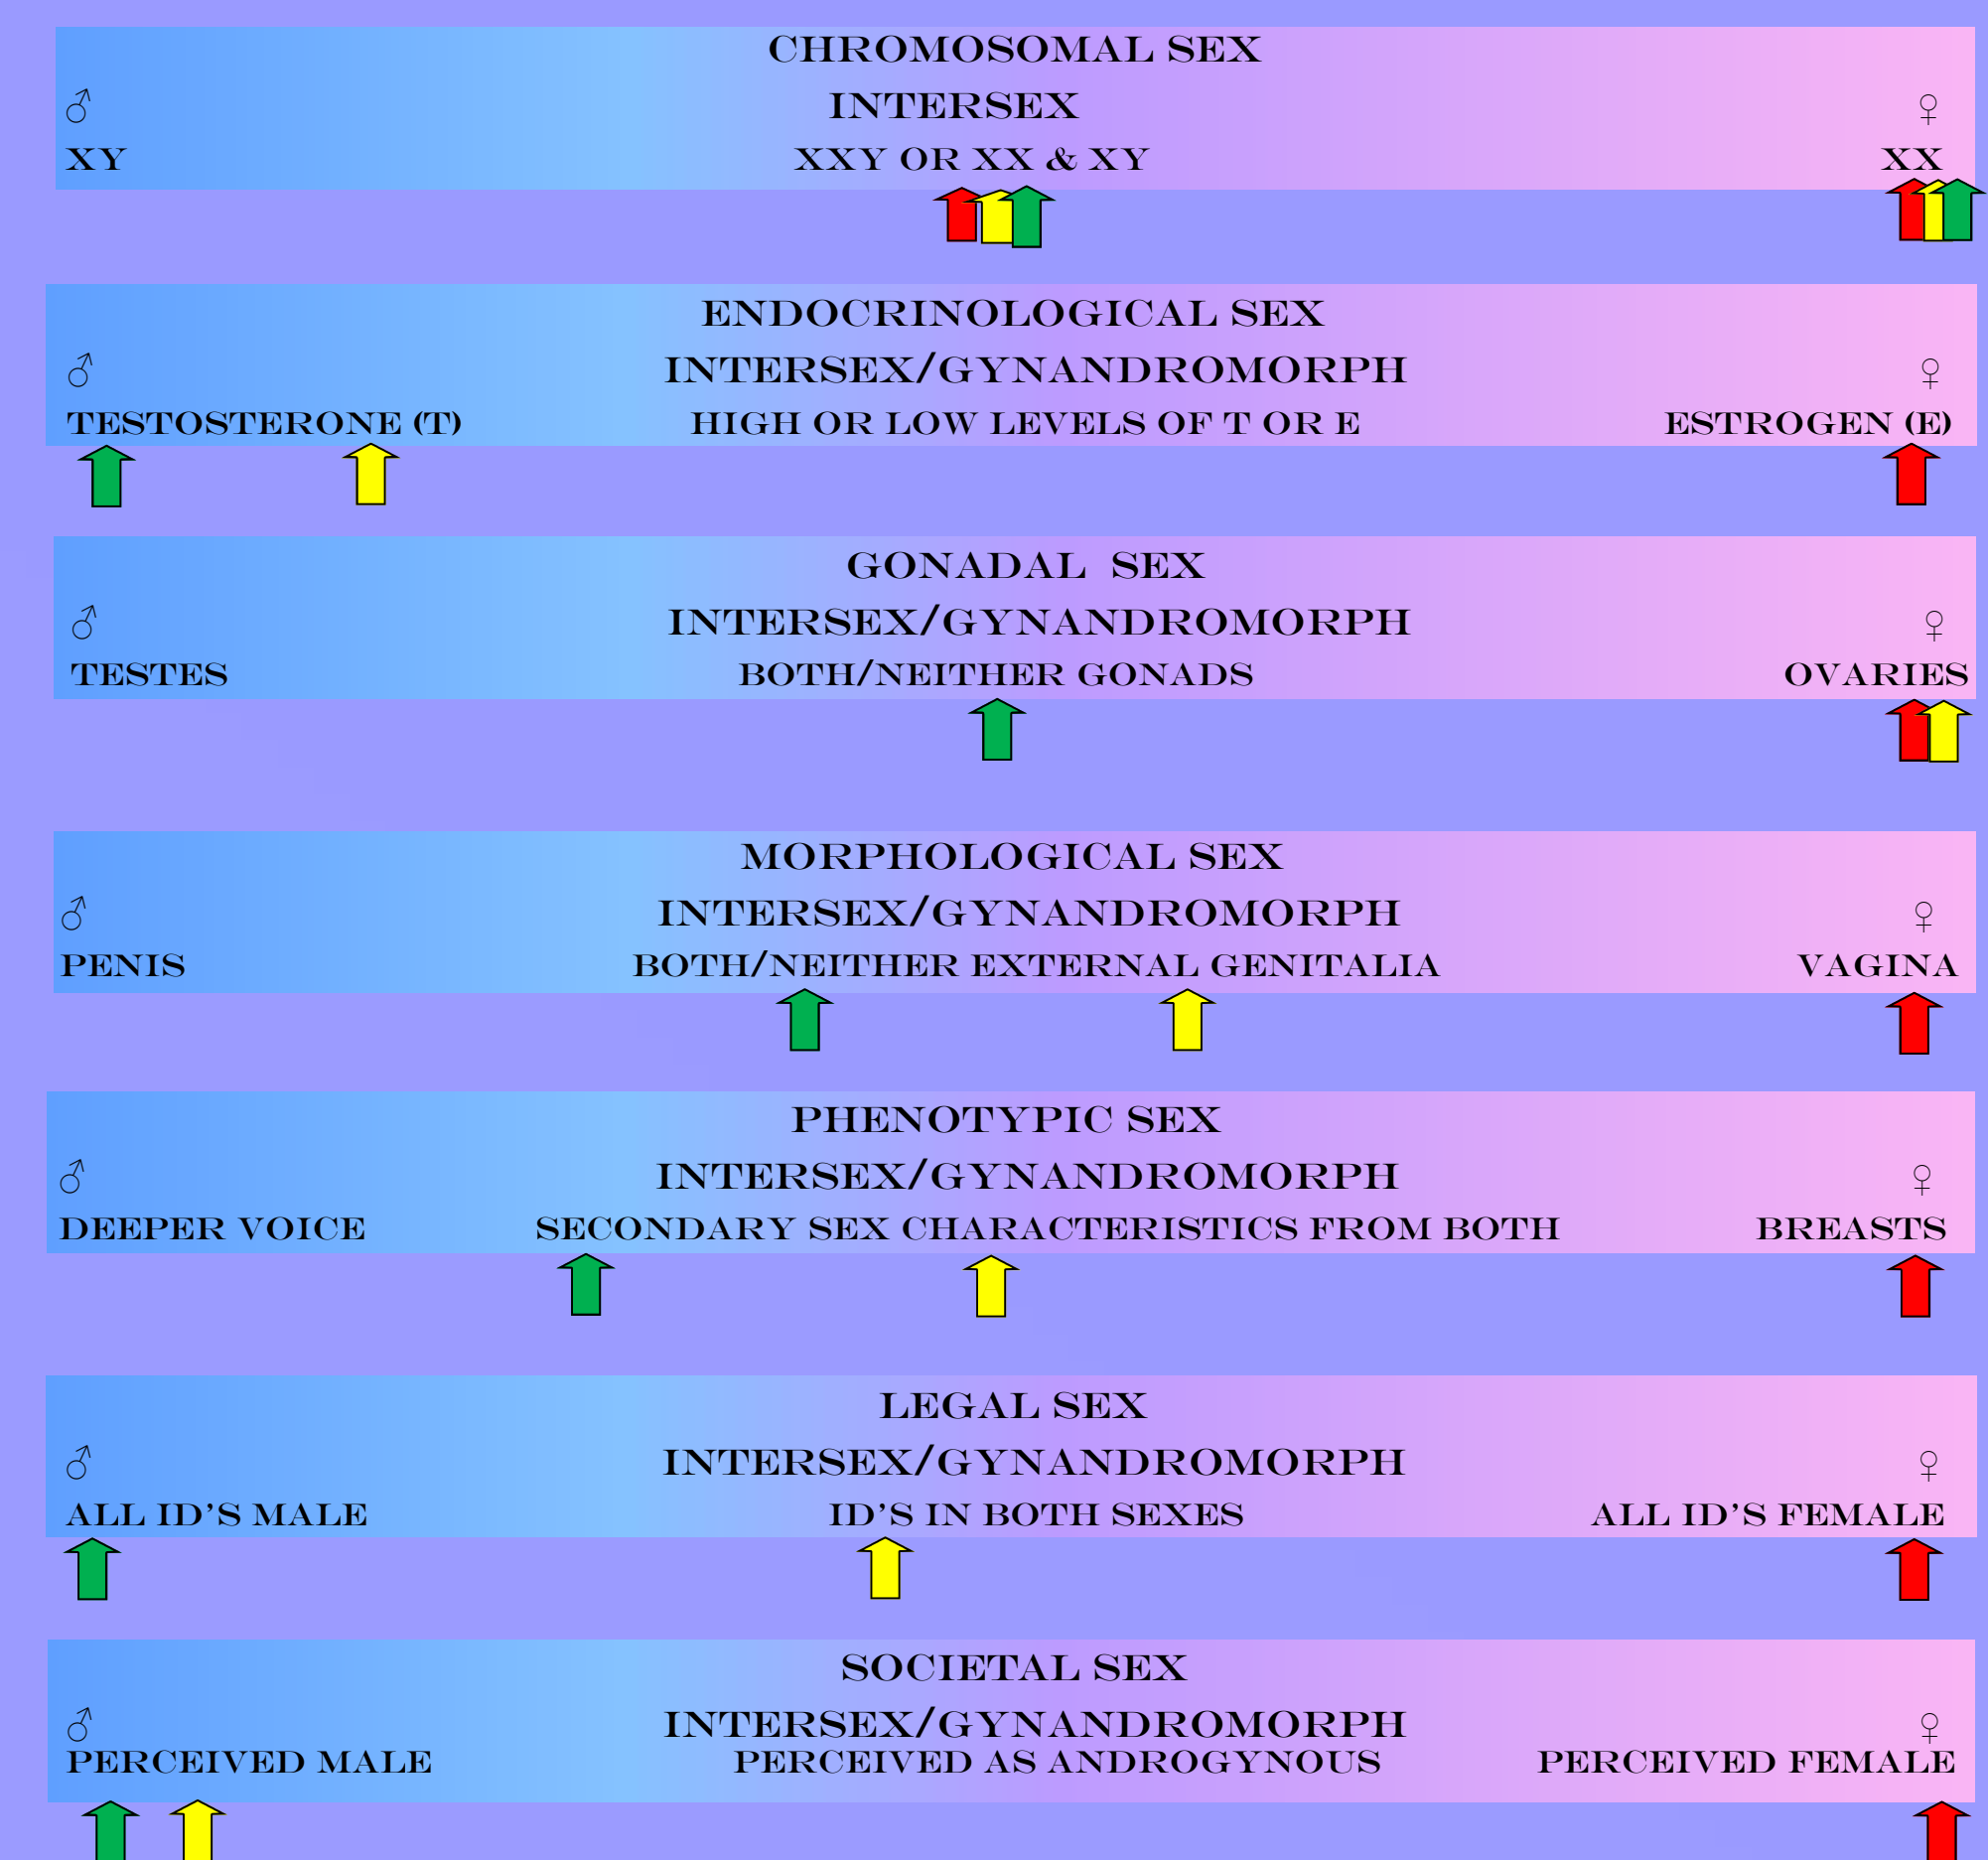 CHROMOSOMAL SEX
♂ INTERSEX ♀
XY XXY OR XX & XY XX
ENDOCRINOLOGICAL SEX
♂ INTERSEX/GYNANDROMORPH ♀
TESTOSTERONE (T) HIGH OR LOW LEVELS OF T OR E ESTROGEN (E)
GONADAL SEX
♂ INTERSEX/GYNANDROMORPH ♀
TESTES BOTH/NEITHER GONADS OVARIES
MORPHOLOGICAL SEX
♂ INTERSEX/GYNANDROMORPH ♀
PENIS BOTH/NEITHER EXTERNAL GENITALIA VAGINA
PHENOTYPIC SEX
♂ INTERSEX/GYNANDROMORPH ♀
DEEPER VOICE SECONDARY SEX CHARACTERISTICS FROM BOTH BREASTS
LEGAL SEX
♂ INTERSEX/GYNANDROMORPH ♀
ALL ID'S MALE ID'S IN BOTH SEXES ALL ID'S FEMALE
SOCIETAL SEX
♂ INTERSEX/GYNANDROMORPH ♀
PERCEIVED MALE PERCEIVED AS ANDROGYNOUS PERCEIVED FEMALE